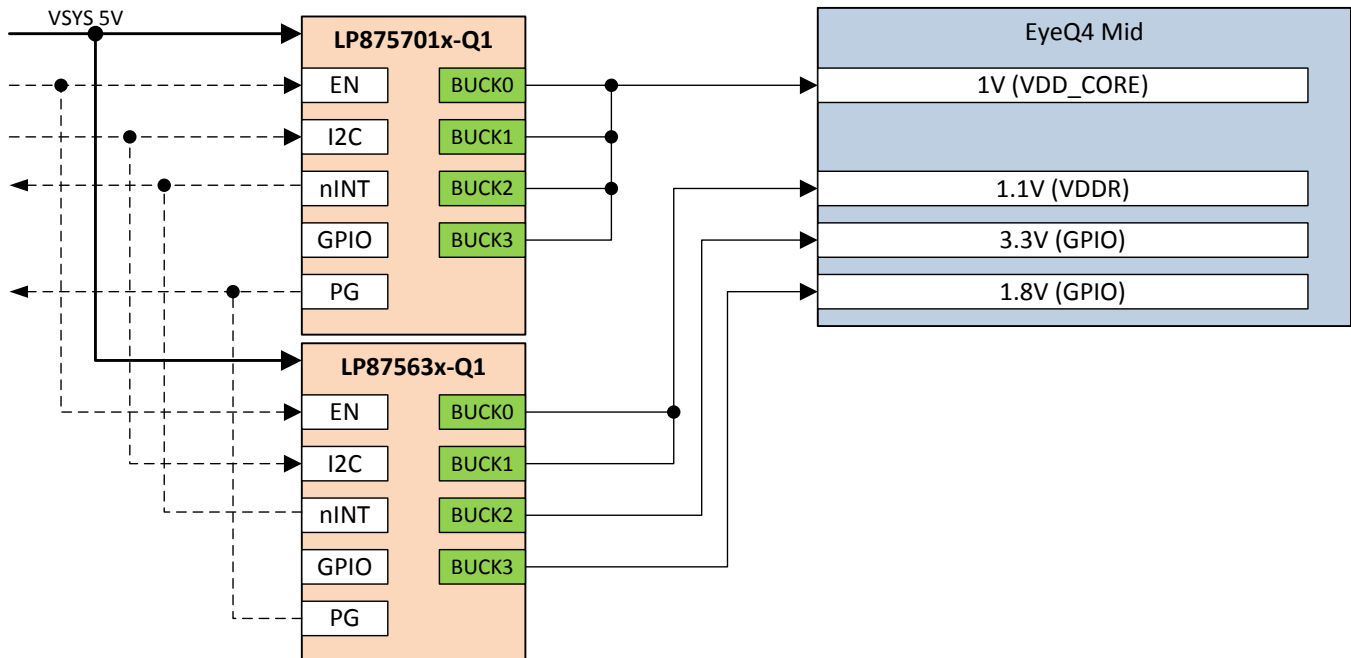 VSYS 5V
LP875701x-Q1
EN
BUCK0
I2C
BUCK1
nINT
BUCK2
GPIO
BUCK3
PG
LP87563x-Q1
EN
BUCK0
I2C
BUCK1
nINT
BUCK2
GPIO
BUCK3
PG
EyeQ4 Mid
1V (VDD_CORE)
1.1V (VDDR)
3.3V (GPIO)
1.8V (GPIO)